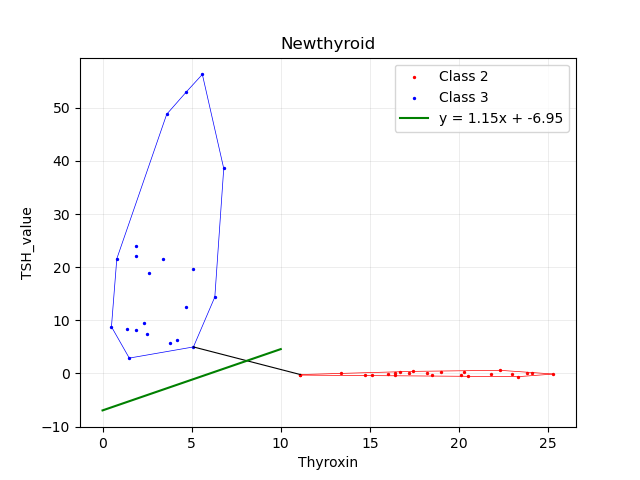 Newthyroid
Class 2
Class 3
y = 1.15x + -6.95
TSH_value
50
40
30
20
10
0
−10
0 5 10 15 20 25
Thyroxin